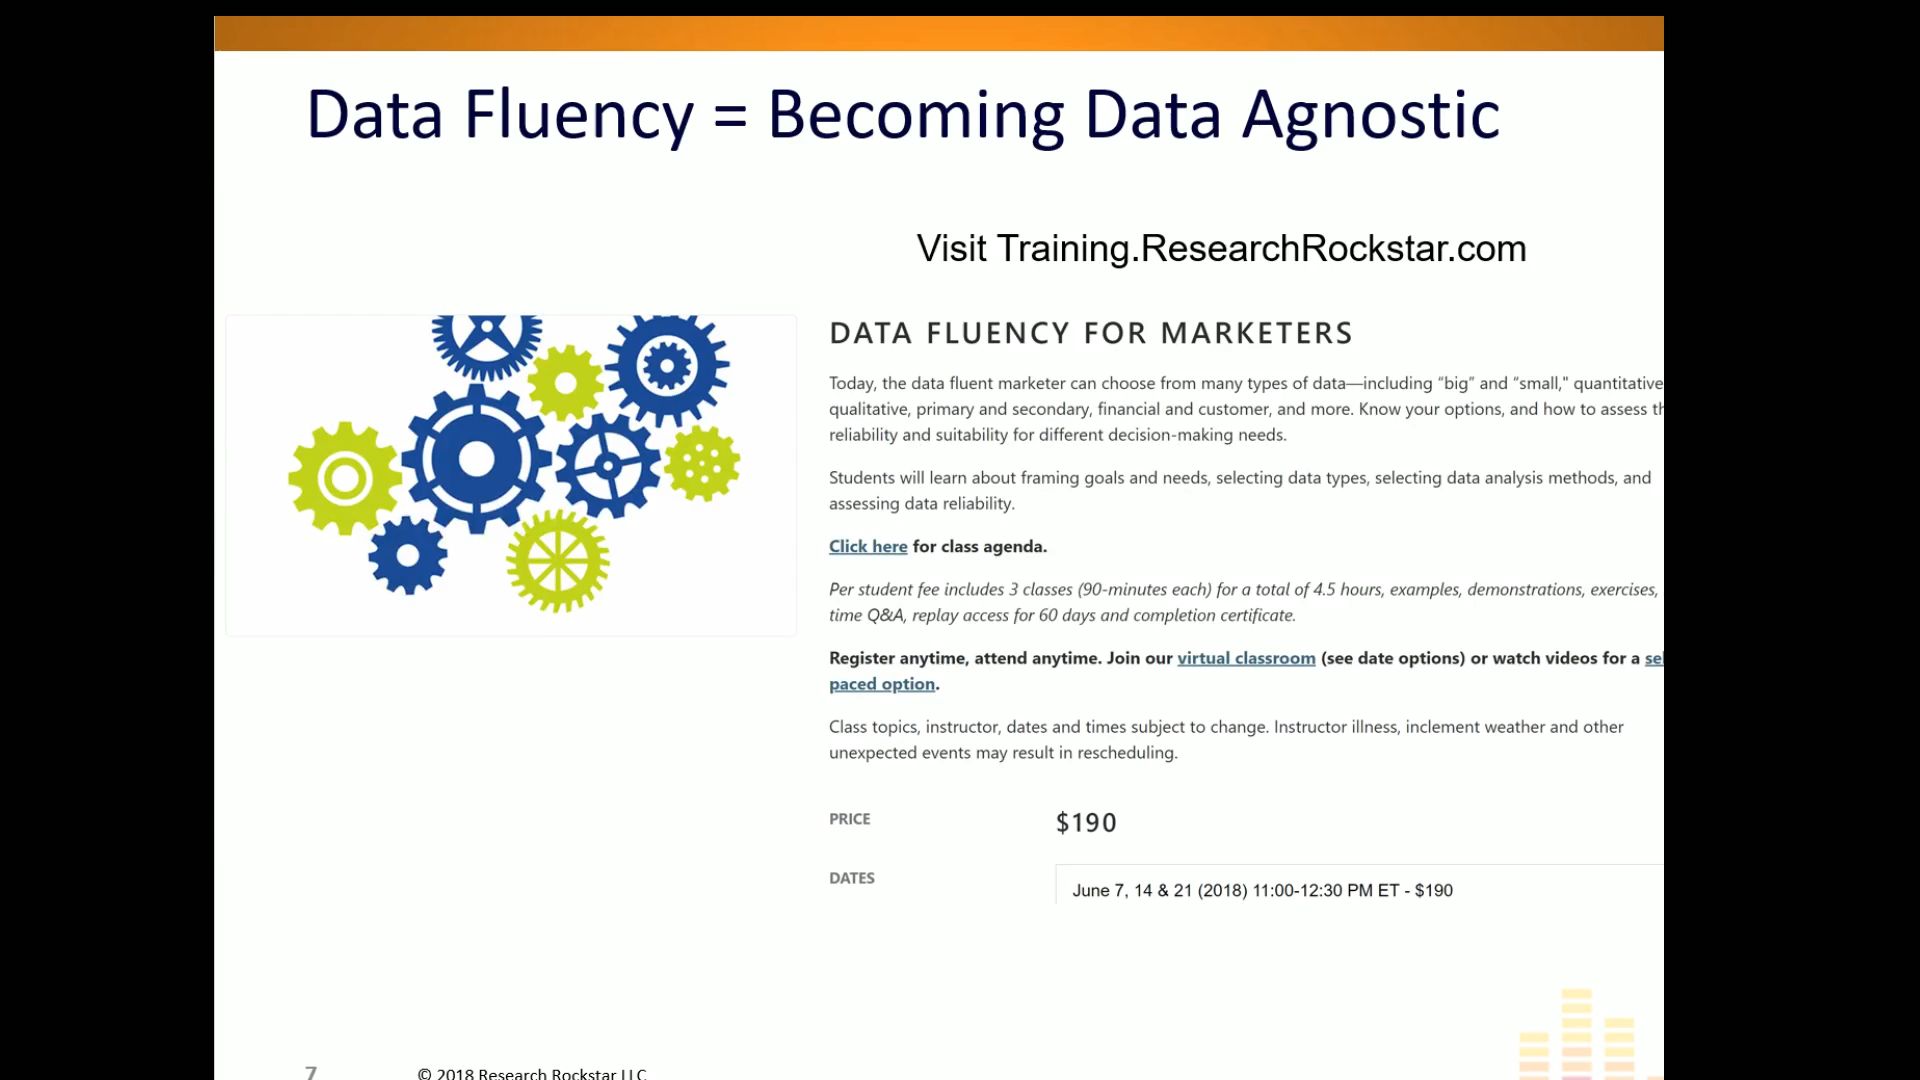 Data Fluency = Becoming Data Agnostic
Visit Training.ResearchRockstar.com
DATA FLUENCY FOR MARKETERS
Today, the data fluent marketer can choose from many types of data—including “big” and “small,” quantitative
qualitative, primary and secondary, financial and customer, and more. Know your options, and how to assess th
reliability and suitability for different decision-making needs.
Students will learn about framing goals and needs, selecting data types, selecting data analysis methods, and
assessing data reliability.
Click here for class agenda.
Per student fee includes 3 classes (90-minutes each) for a total of 4.5 hours, examples, demonstrations, exercises,
time Q&A, replay access for 60 days and completion certificate.
Register anytime, attend anytime. Join our virtual classroom (see date options) or watch videos for a sel
paced option.
Class topics, instructor, dates and times subject to change. Instructor illness, inclement weather and other
unexpected events may result in rescheduling.
PRICE $190
DATES June 7, 14 & 21 (2018) 11:00-12:30 PM ET - $190
7 © 2018 Research Rockstar LLC